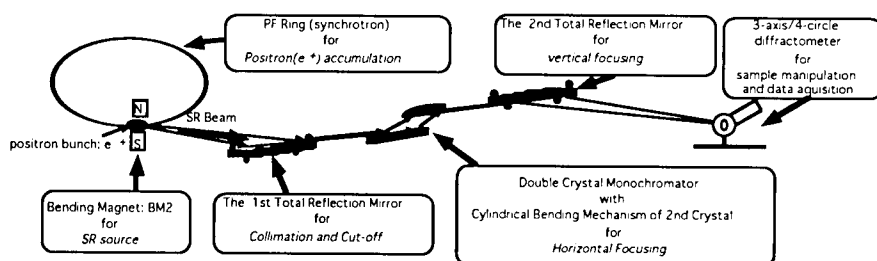 PF Ring (synchrotron)
for
Positron(e +) accumulation
The 2nd Total Reflection Mirror
for
vertical focusing
3-axis/4-circle
diffractometer
for
sample manipulation
and data aquisition
N
S
SR Beam
positron bunch: e +
Bending Magnet: BM2
for
SR source
The 1st Total Reflection Mirror
for
Collimation and Cut-off
Double Crystal Monochromator
with
Cylindrical Bending Mechanism of 2nd Crystal
for
Horizontal Focusing